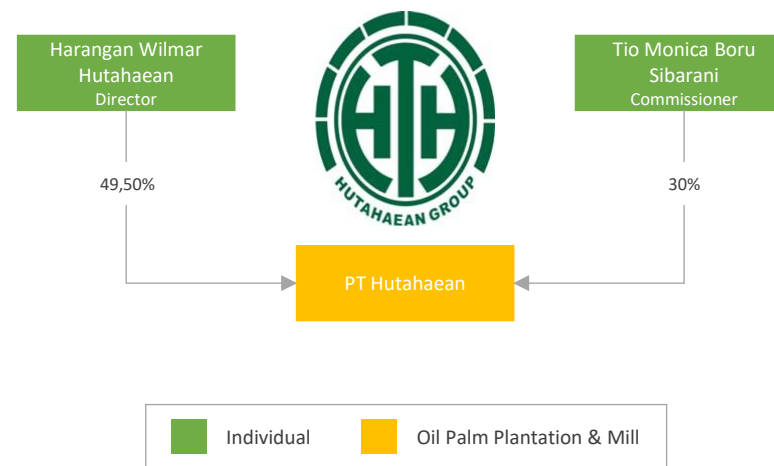 Harangan Wilmar
Hutahaean
Director
HTH
HUTAHAEAN GROUP
Tio Monica Boru
Sibarani
Commissioner
49,50%
30%
PT Hutahaean
Individual
Oil Palm Plantation & Mill